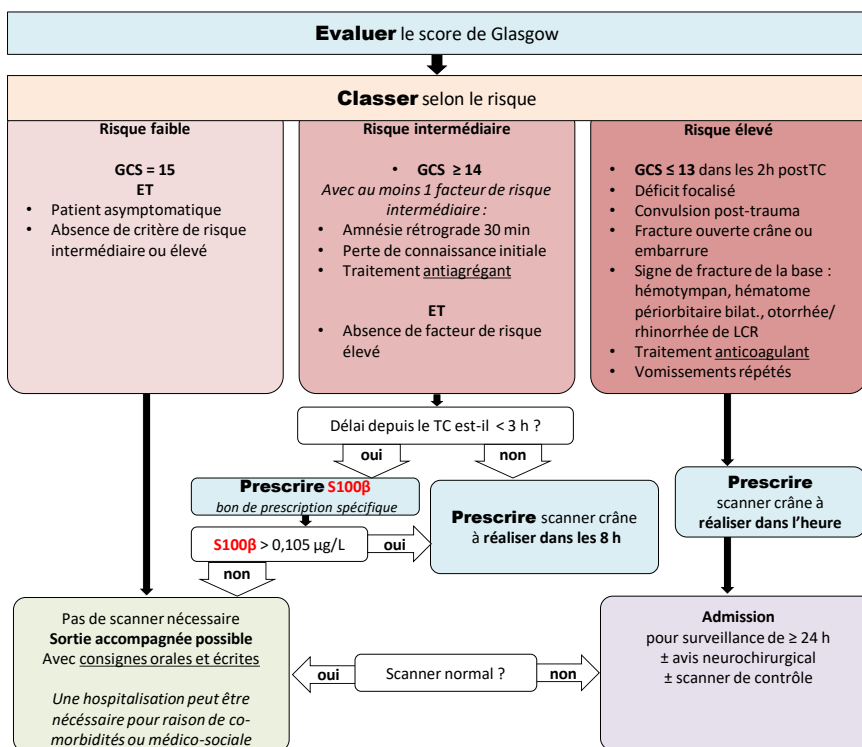 Evaluer le score de Glasgow
Classer selon le risque
Risque faible
GCS = 15
ET
• Patient asymptomatique
• Absence de critère de risque
intermédiaire ou élevé
Risque intermédiaire
• GCS ≥ 14
Avec au moins 1 facteur de risque
intermédiaire :
• Amnésie rétrograde 30 min
• Perte de connaissance initiale
• Traitement antiagrégant
ET
• Absence de facteur de risque
élevé
Risque élevé
• GCS ≤ 13 dans les 2h postTC
• Déficit focalisé
• Convulsion post-trauma
• Fracture ouverte crâne ou
embarrure
• Signe de fracture de la base :
hémotympan, hématome
périorbitaire bilat., otorrhée/
rhinorrhée de LCR
• Traitement anticoagulant
• Vomissements répétés
Délai depuis le TC est-il < 3 h ?
oui
non
Prescrire S100β
bon de prescription spécifique
S100β > 0,105 µg/L
oui
non
Prescrire scanner crâne
à réaliser dans les 8 h
Prescrire
scanner crâne à
réaliser dans l'heure
Pas de scanner nécessaire
Sortie accompagnée possible
Avec consignes orales et écrites
Une hospitalisation peut être
nécéssaire pour raison de co-
morbidités ou médico-sociale
oui
Scanner normal ?
non
Admission
pour surveillance de ≥ 24 h
± avis neurochirurgical
± scanner de contrôle